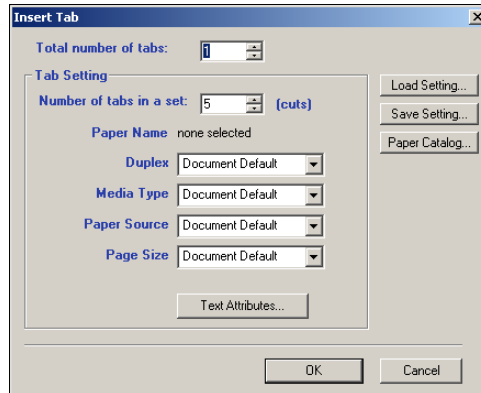 Insert Tab
Total number of tabs: 1
Tab Setting
Number of tabs in a set: 5 (cuts)
Paper Name none selected
Duplex Document Default
Media Type Document Default
Paper Source Document Default
Page Size Document Default
Text Attributes...
Load Setting...
Save Setting...
Paper Catalog...
OK Cancel